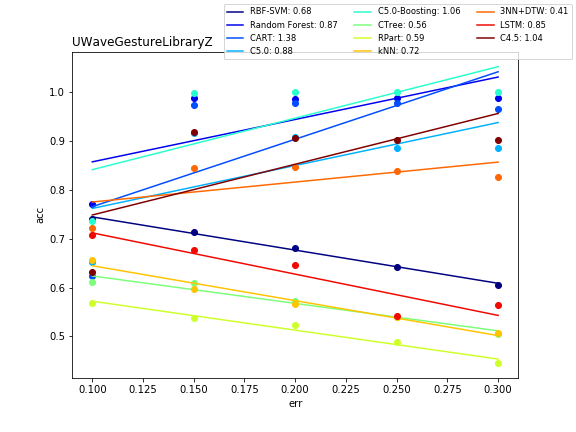 RBF-SVM: 0.68
Random Forest: 0.87
CART: 1.38
C5.0: 0.88
C5.0-Boosting: 1.06
CTree: 0.56
RPart: 0.59
kNN: 0.72
3NN+DTW: 0.41
LSTM: 0.85
C4.5: 1.04
UWaveGestureLibraryZ
1.0
0.9
0.8
0.7
0.6
0.5
acc
0.100
0.125
0.150
0.175
0.200
0.225
0.250
0.275
0.300
err